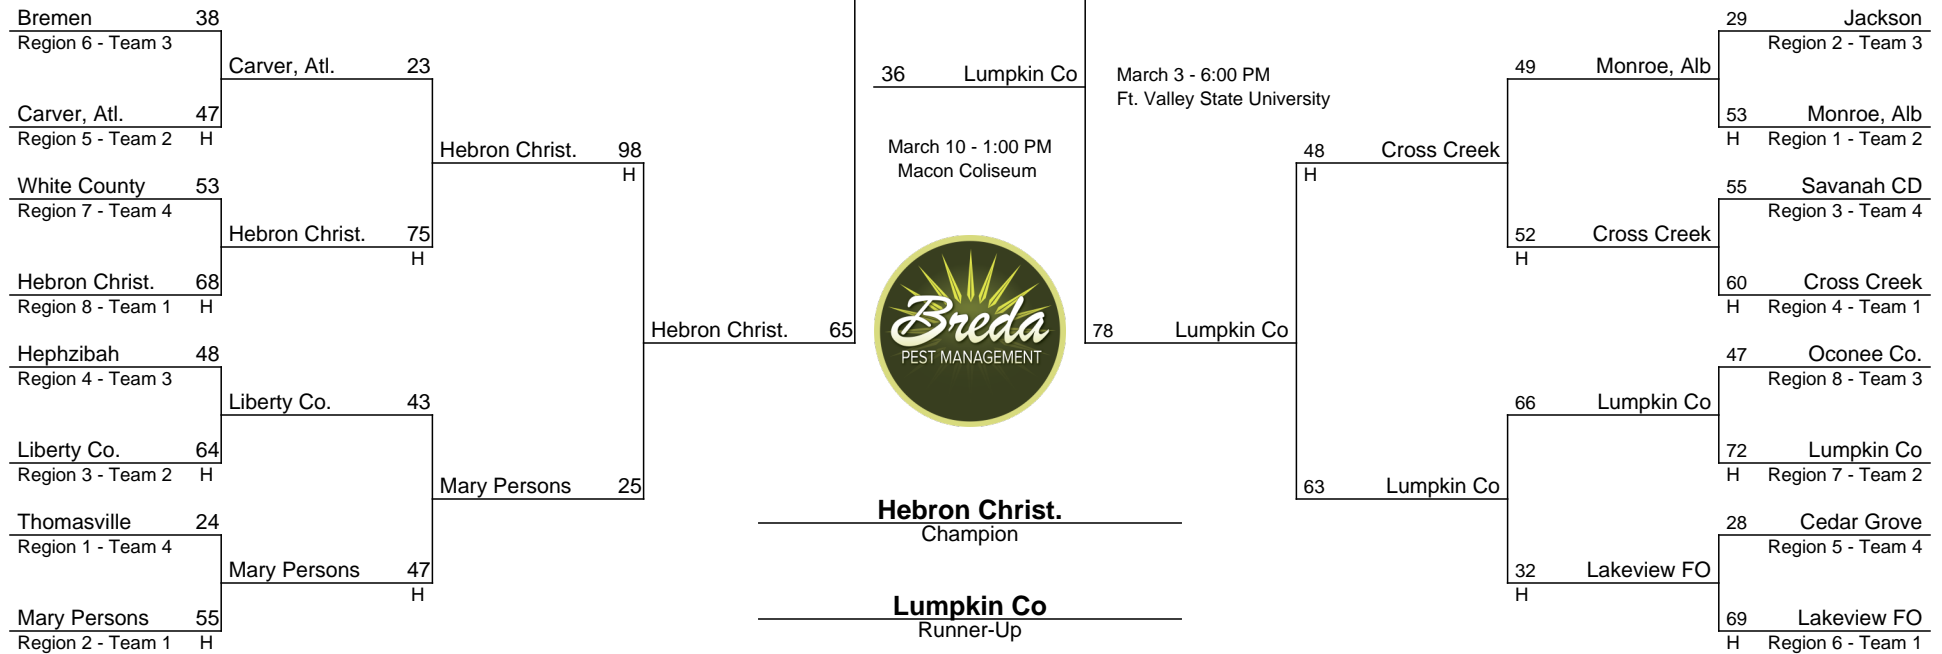 Bremen 38
Region 6 - Team 3
Carver, Atl. 23
Carver, Atl. 47
Region 5 - Team 2 H
Hebron Christ. 98
H
White County 53
Region 7 - Team 4
Hebron Christ. 75
H
Hebron Christ. 68
Region 8 - Team 1 H
Hebron Christ. 65
Hephzibah 48
Region 4 - Team 3
Liberty Co. 43
Liberty Co. 64
Region 3 - Team 2 H
Mary Persons 25
Thomasville 24
Region 1 - Team 4
Mary Persons 47
H
Mary Persons 55
Region 2 - Team 1 H
36 Lumpkin Co
March 10 - 1:00 PM
Macon Coliseum
Breda
PEST MANAGEMENT
Hebron Christ.
Champion
Lumpkin Co
Runner-Up
March 3 - 6:00 PM
Ft. Valley State University
78 Lumpkin Co
48 Cross Creek
H
63 Lumpkin Co
49 Monroe, Alb
52 Cross Creek
H
66 Lumpkin Co
32 Lakeview FO
H
29 Jackson
Region 2 - Team 3
53 Monroe, Alb
H Region 1 - Team 2
55 Savanah CD
Region 3 - Team 4
60 Cross Creek
H Region 4 - Team 1
47 Oconee Co.
Region 8 - Team 3
72 Lumpkin Co
H Region 7 - Team 2
28 Cedar Grove
Region 5 - Team 4
69 Lakeview FO
H Region 6 - Team 1